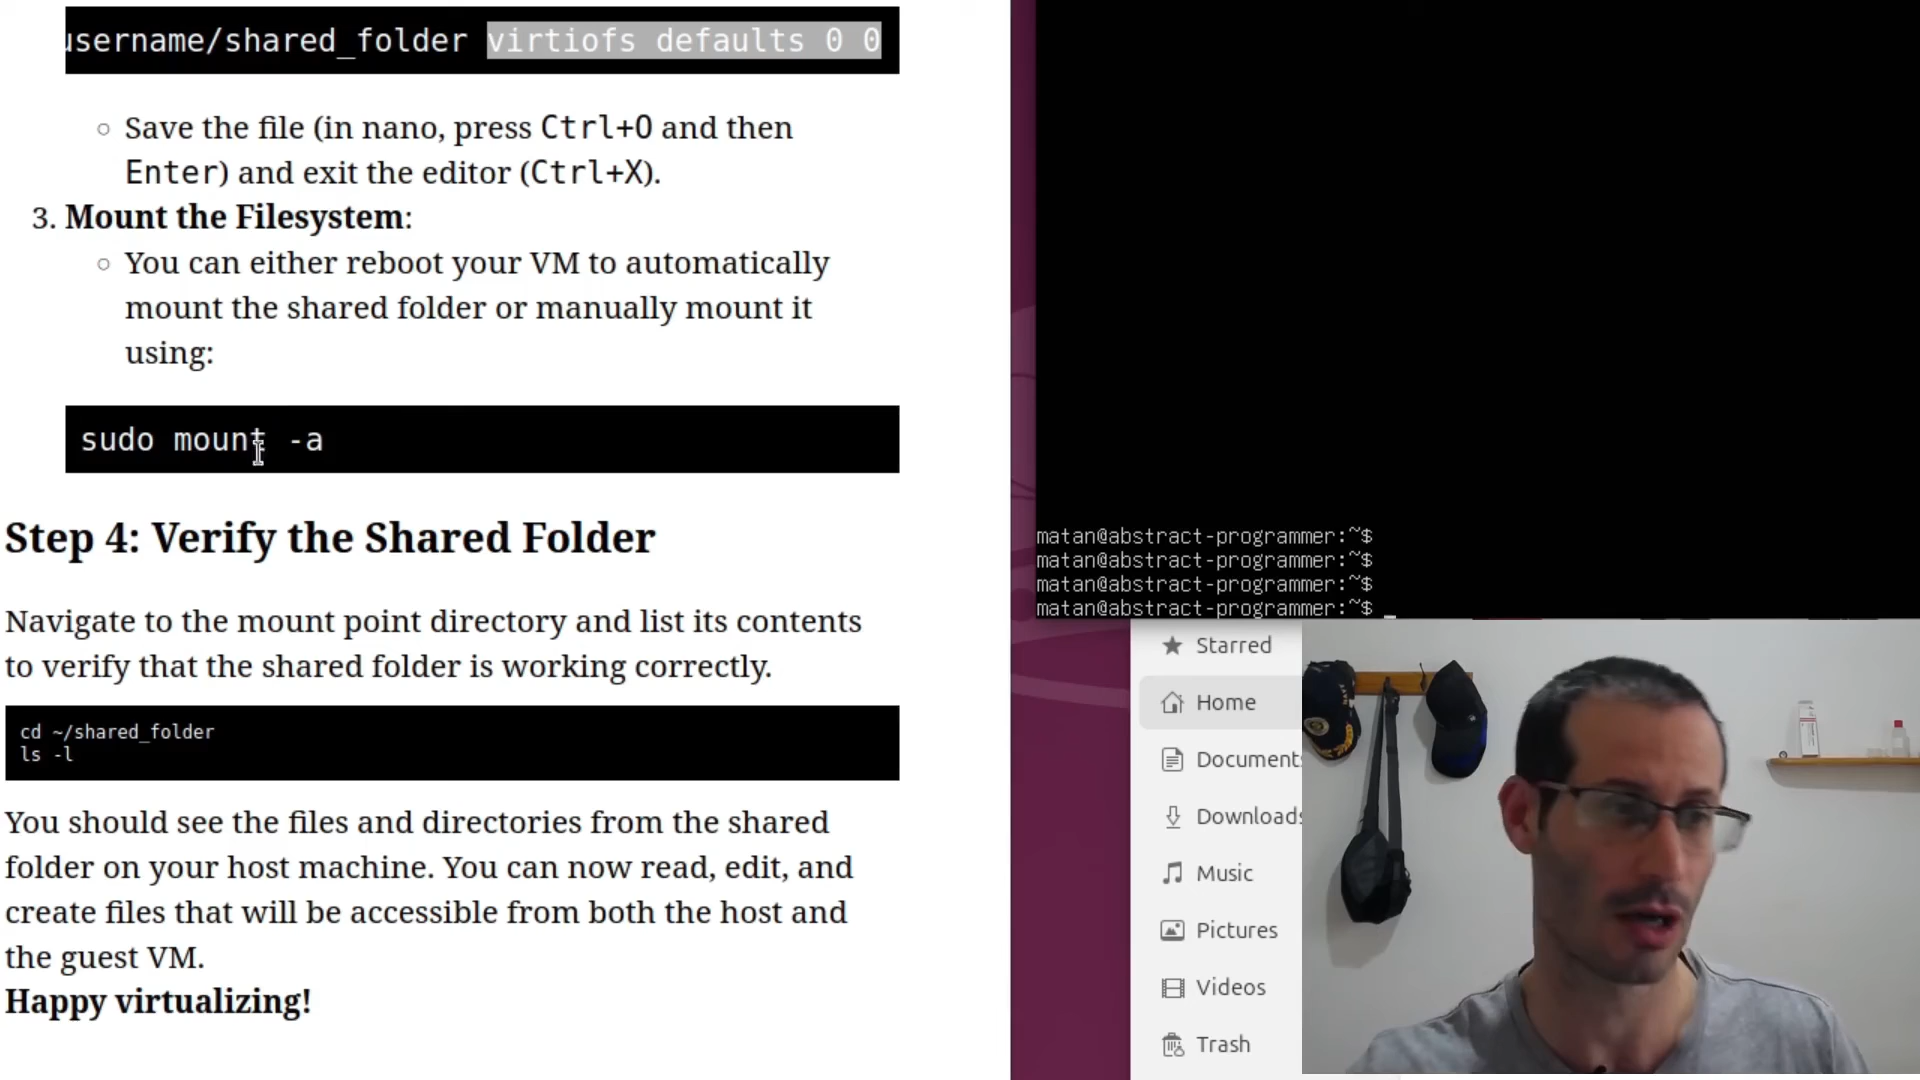 username/shared_folder virtiofs defaults 0 0
○ Save the file (in nano, press Ctrl+O and then
Enter) and exit the editor (Ctrl+X).
3. Mount the Filesystem:
○ You can either reboot your VM to automatically
mount the shared folder or manually mount it
using:
sudo mount -a
Step 4: Verify the Shared Folder
Navigate to the mount point directory and list its contents
to verify that the shared folder is working correctly.
cd ~/shared_folder
ls -l
You should see the files and directories from the shared
folder on your host machine. You can now read, edit, and
create files that will be accessible from both the host and
the guest VM.
Happy virtualizing!
matan@abstract-programmer:~$
matan@abstract-programmer:~$
matan@abstract-programmer:~$
matan@abstract-programmer:~$ _
Starred
Home
Documents
Downloads
Music
Pictures
Videos
Trash